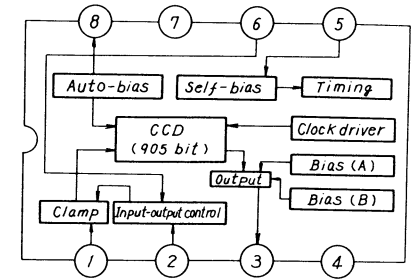 8 7 6 5
Auto-bias
Self-bias
Timing
CCD
(905 bit)
Clock driver
Output
Bias (A)
Bias (B)
Clamp
Input-output control
1 2 3 4